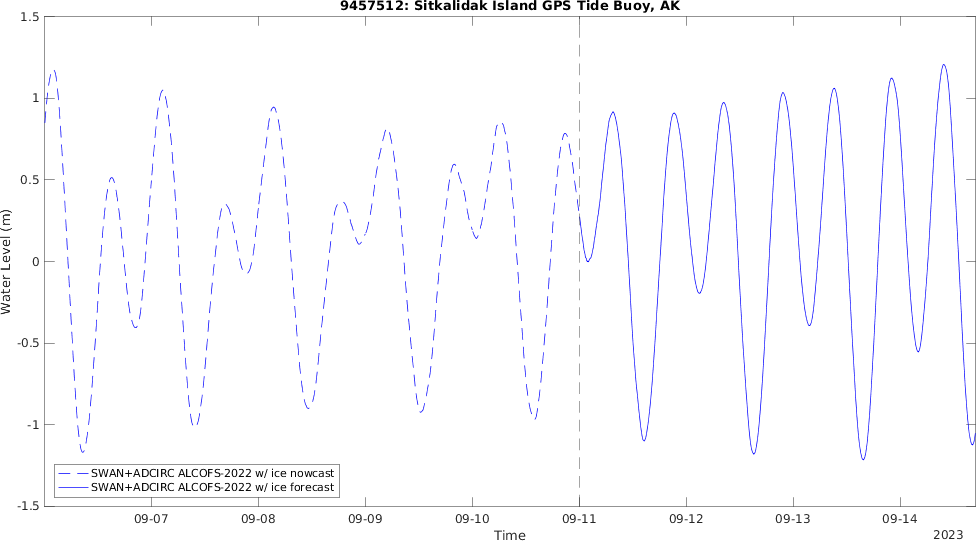 9457512: Sitkalidak Island GPS Tide Buoy, AK
1.5
1
0.5
0
-0.5
-1
-1.5
Water Level (m)
SWAN+ADCIRC ALCOFS-2022 w/ ice nowcast
SWAN+ADCIRC ALCOFS-2022 w/ ice forecast
09-07 09-08 09-09 09-10 09-11 09-12 09-13 09-14
Time
2023